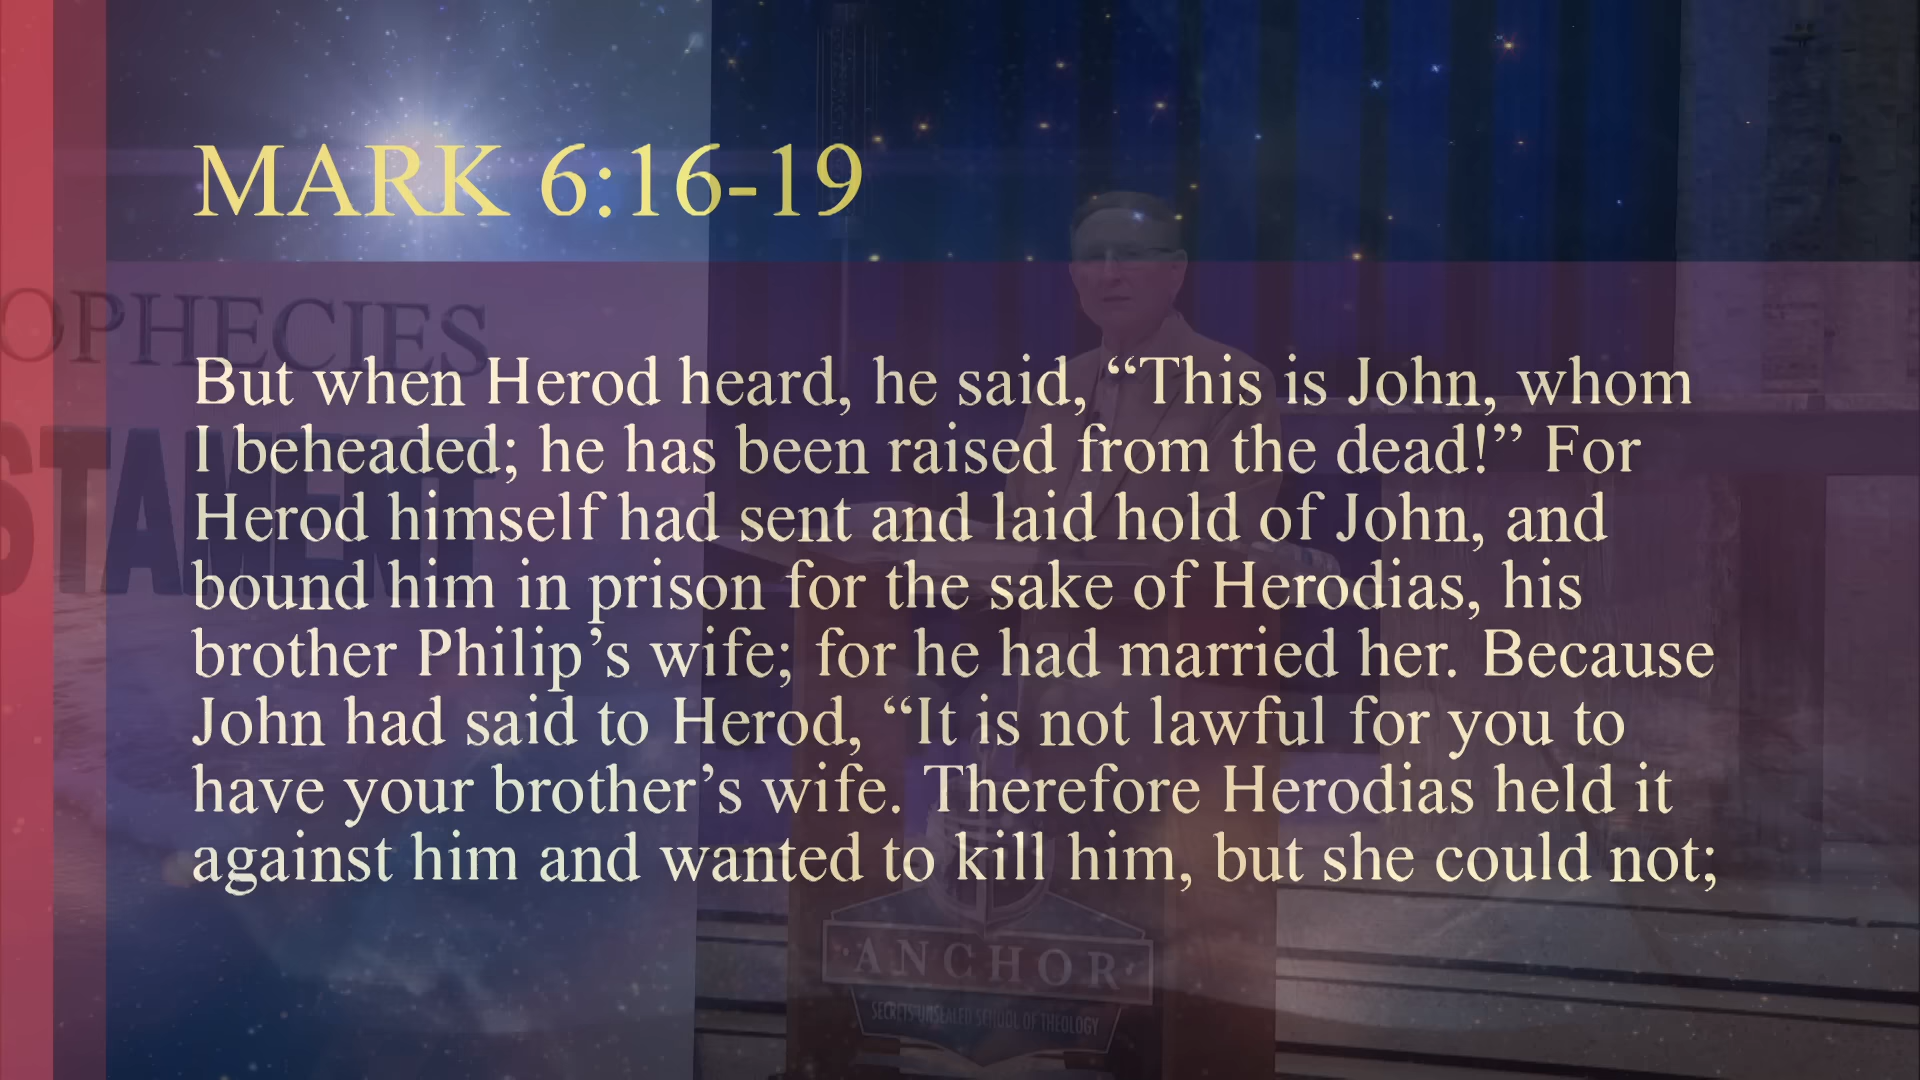 MARK 6:16-19
OPHECIES
STAMENT
But when Herod heard, he said, “This is John, whom
I beheaded; he has been raised from the dead!” For
Herod himself had sent and laid hold of John, and
bound him in prison for the sake of Herodias, his
brother Philip’s wife; for he had married her. Because
John had said to Herod, “It is not lawful for you to
have your brother’s wife. Therefore Herodias held it
against him and wanted to kill him, but she could not;
ANCHOR
SECRETS UNSEALED SCHOOL OF THEOLOGY